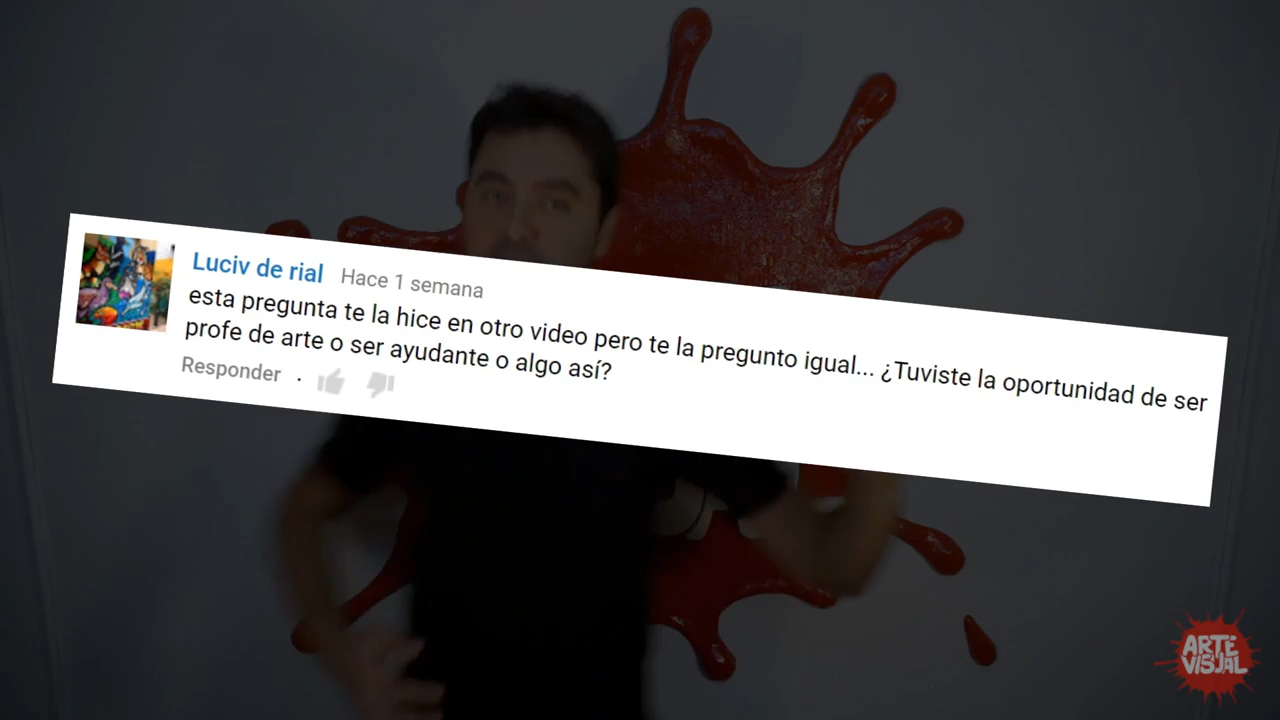 Luciv de rial Hace 1 semana
esta pregunta te la hice en otro video pero te la pregunto igual... ¿Tuviste la oportunidad de ser
profe de arte o ser ayudante o algo así?
Responder .
ARTE
VISUAL